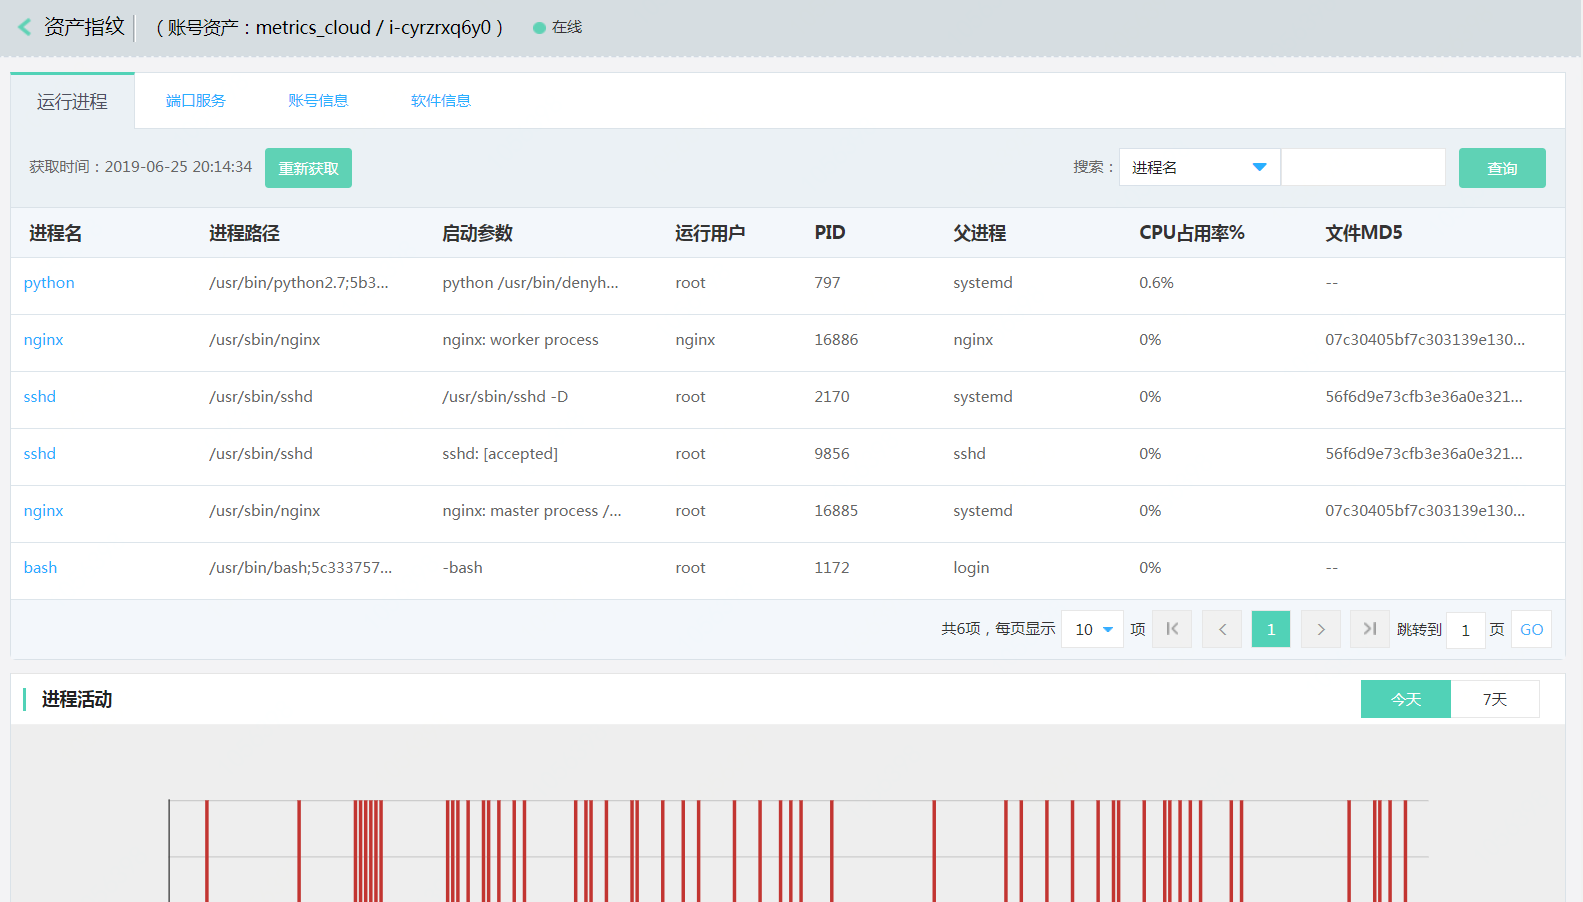 资产指纹 （ 账号资产：metrics_cloud / i-cyrzrxq6y0 ） 在线
运行进程 端口服务 账号信息 软件信息
获取时间：2019-06-25 20:14:34 重新获取 搜索： 进程名 查询
进程名 进程路径 启动参数 运行用户 PID 父进程 CPU占用率% 文件MD5
python /usr/bin/python2.7;5b3... python /usr/bin/denyh... root 797 systemd 0.6% --
nginx /usr/sbin/nginx nginx: worker process nginx 16886 nginx 0% 07c30405bf7c303139e130...
sshd /usr/sbin/sshd /usr/sbin/sshd -D root 2170 systemd 0% 56f6d9e73cfb3e36a0e321...
sshd /usr/sbin/sshd sshd: [accepted] root 9856 sshd 0% 56f6d9e73cfb3e36a0e321...
nginx /usr/sbin/nginx nginx: master process /... root 16885 systemd 0% 07c30405bf7c303139e130...
bash /usr/bin/bash;5c333757... -bash root 1172 login 0% --
共6项，每页显示 10 项 1 跳转到 1 页 GO
进程活动 今天 7天